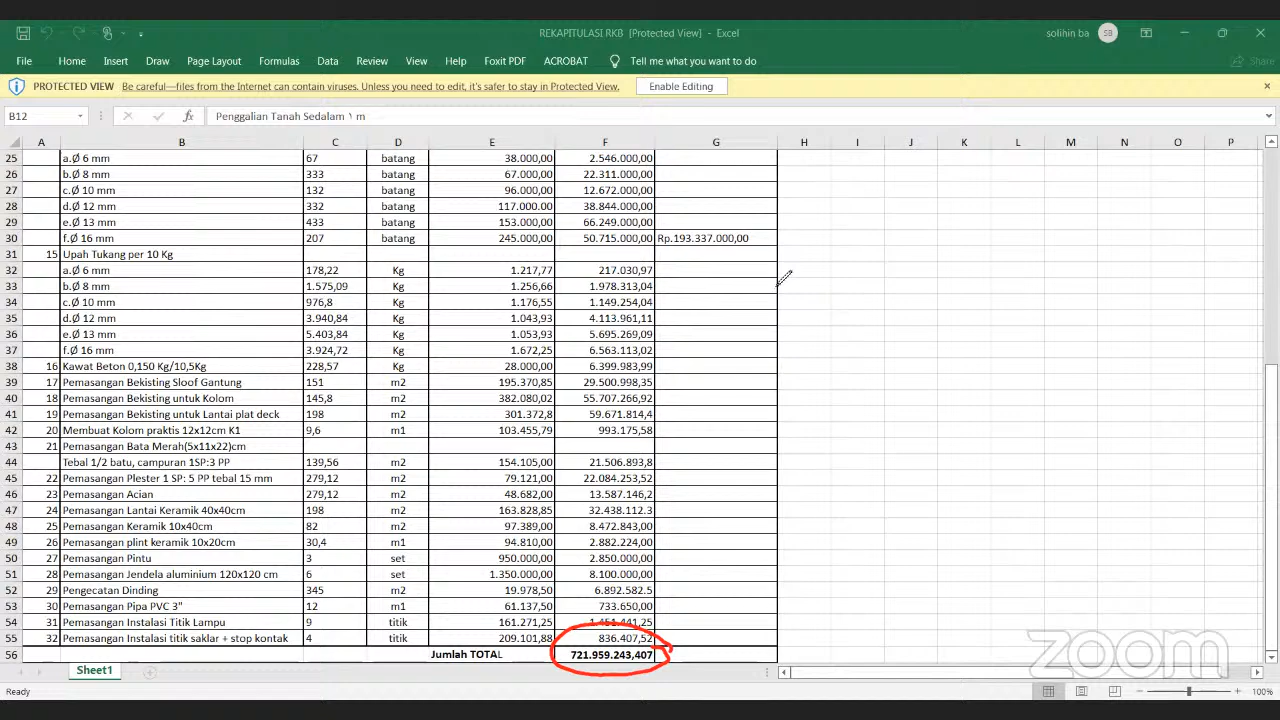 REKAPITULASI RKB [Protected View] - Excel
solihin ba SB
File Home Insert Draw Page Layout Formulas Data Review View Help Foxit PDF ACROBAT Tell me what you want to do Share
PROTECTED VIEW Be careful—files from the Internet can contain viruses. Unless you need to edit, it's safer to stay in Protected View. Enable Editing
B12 fx Penggalian Tanah Sedalam ١ m
A B C D E F G H I J K L M N O P
25 a.Ø 6 mm 67 batang 38.000,00 2.546.000,00
26 b.Ø 8 mm 333 batang 67.000,00 22.311.000,00
27 c.Ø 10 mm 132 batang 96.000,00 12.672.000,00
28 d.Ø 12 mm 332 batang 117.000.00 38.844.000,00
29 e.Ø 13 mm 433 batang 153.000,00 66.249.000,00
30 f.Ø 16 mm 207 batang 245.000,00 50.715.000,00 Rp.193.337.000,00
31 15 Upah Tukang per 10 Kg
32 a.Ø 6 mm 178,22 Kg 1.217,77 217.030,97
33 b.Ø 8 mm 1.575,09 Kg 1.256,66 1.978.313,04
34 c.Ø 10 mm 976,8 Kg 1.176,55 1.149.254,04
35 d.Ø 12 mm 3.940,84 Kg 1.043,93 4.113.961,11
36 e.Ø 13 mm 5.403,84 Kg 1.053,93 5.695.269,09
37 f.Ø 16 mm 3.924,72 Kg 1.672,25 6.563.113,02
38 16 Kawat Beton 0,150 Kg/10,5Kg 228,57 Kg 28.000,00 6.399.983,99
39 17 Pemasangan Bekisting Sloof Gantung 151 m2 195.370,85 29.500.998,35
40 18 Pemasangan Bekisting untuk Kolom 145,8 m2 382.080,02 55.707.266,92
41 19 Pemasangan Bekisting untuk Lantai plat deck 198 m2 301.372,8 59.671.814,4
42 20 Membuat Kolom praktis 12x12cm K1 9,6 m1 103.455,79 993.175,58
43 21 Pemasangan Bata Merah(5x11x22)cm
44 Tebal 1/2 batu, campuran 1SP:3 PP 139,56 m2 154.105,00 21.506.893,8
45 22 Pemasangan Plester 1 SP: 5 PP tebal 15 mm 279,12 m2 79.121,00 22.084.253,52
46 23 Pemasangan Acian 279,12 m2 48.682,00 13.587.146,2
47 24 Pemasangan Lantai Keramik 40x40cm 198 m2 163.828,85 32.438.112.3
48 25 Pemasangan Keramik 10x40cm 82 m2 97.389,00 8.472.843,00
49 26 Pemasangan plint keramik 10x20cm 30,4 m1 94.810,00 2.882.224,00
50 27 Pemasangan Pintu 3 set 950.000,00 2.850.000,00
51 28 Pemasangan Jendela aluminium 120x120 cm 6 set 1.350.000,00 8.100.000,00
52 29 Pengecatan Dinding 345 m2 19.978,50 6.892.582.5
53 30 Pemasangan Pipa PVC 3" 12 m1 61.137,50 733.650,00
54 31 Pemasangan Instalasi Titik Lampu 9 titik 161.271,25 1.451.441,25
55 32 Pemasangan Instalasi titik saklar + stop kontak 4 titik 209.101,88 836.407,52
56 Jumlah TOTAL 721.959.243,407
zoom
Sheet1
Ready 100%